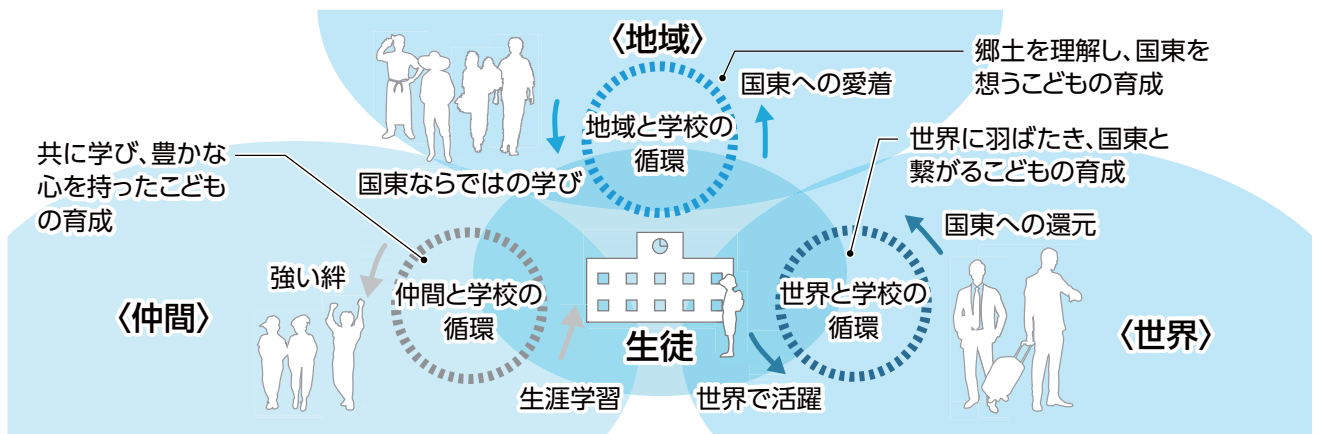 〈地域〉
郷土を理解し、国東を
想うこどもの育成
国東への愛着
地域と学校の
循環
世界に羽ばたき、国東と
繋がるこどもの育成
共に学び、豊かな
心を持ったこども
の育成
国東ならではの学び
国東への還元
強い絆
仲間と学校の
循環
世界と学校の
循環
〈仲間〉
生徒
〈世界〉
生涯学習
世界で活躍